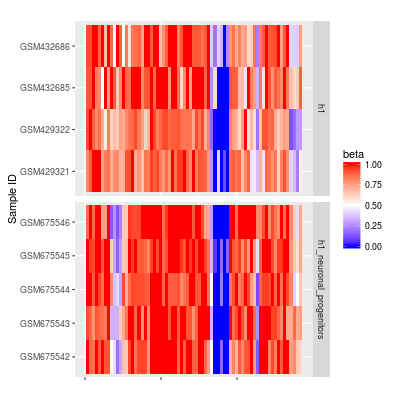 GSM432686
GSM432685
GSM429322
GSM429321
h1
GSM675546
GSM675545
GSM675544
GSM675543
GSM675542
h1_neuronal_progenitors
Sample ID
beta
1.00
0.75
0.50
0.25
0.00